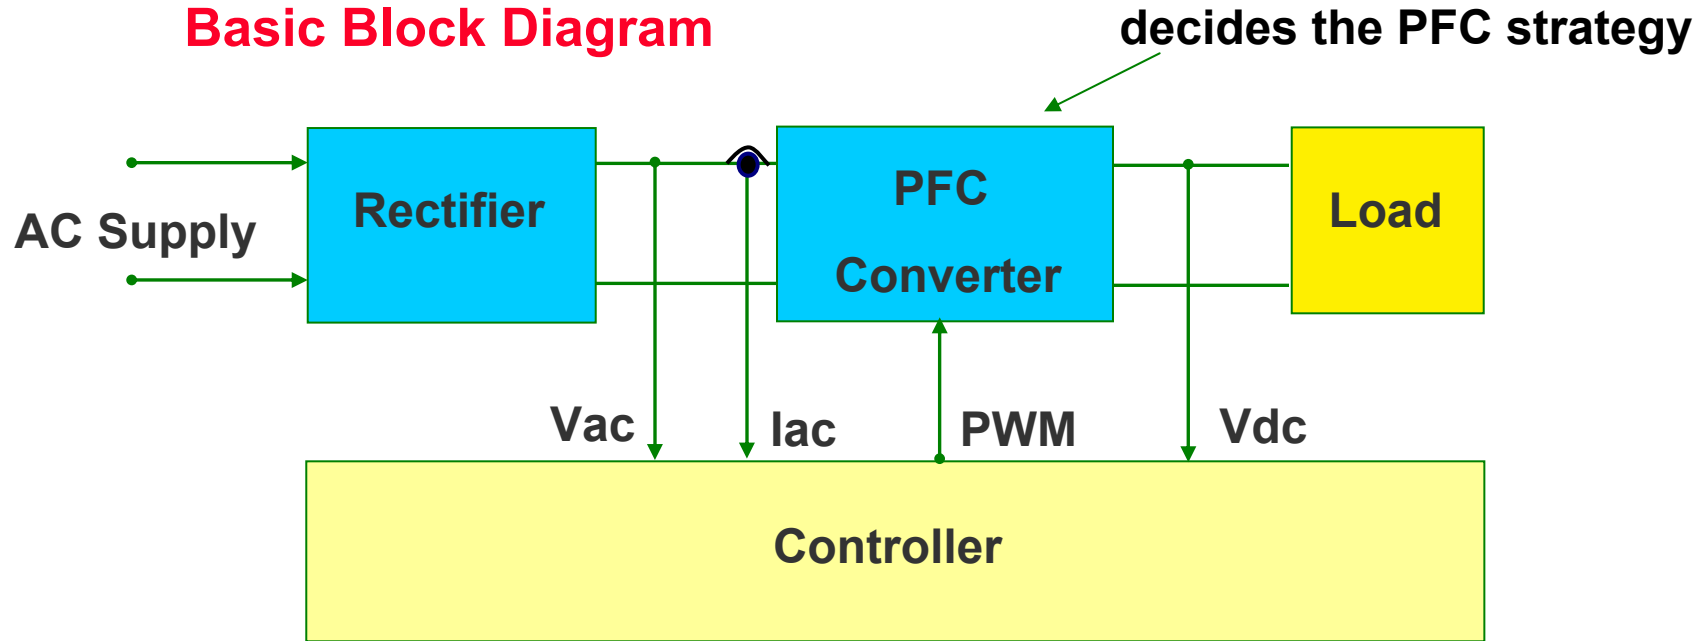 Basic Block Diagram
decides the PFC strategy
AC Supply
Rectifier
PFC
Converter
Load
Vac
Iac
PWM
Vdc
Controller